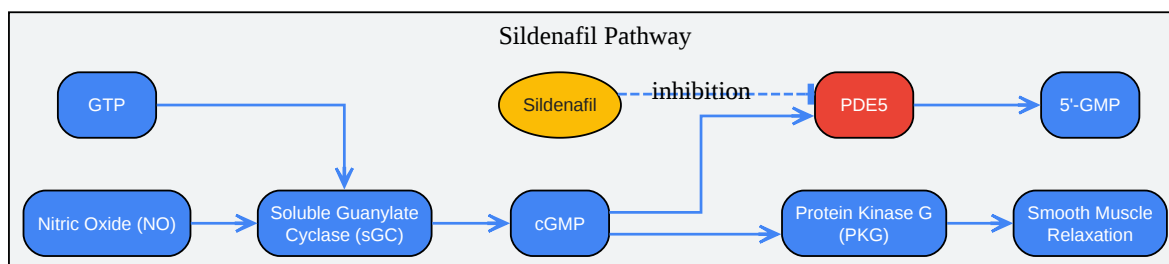 Sildenafil Pathway
GTP
Sildenafil
inhibition
PDE5
5'-GMP
Nitric Oxide (NO)
Soluble Guanylate
Cyclase (sGC)
cGMP
Protein Kinase G
(PKG)
Smooth Muscle
Relaxation